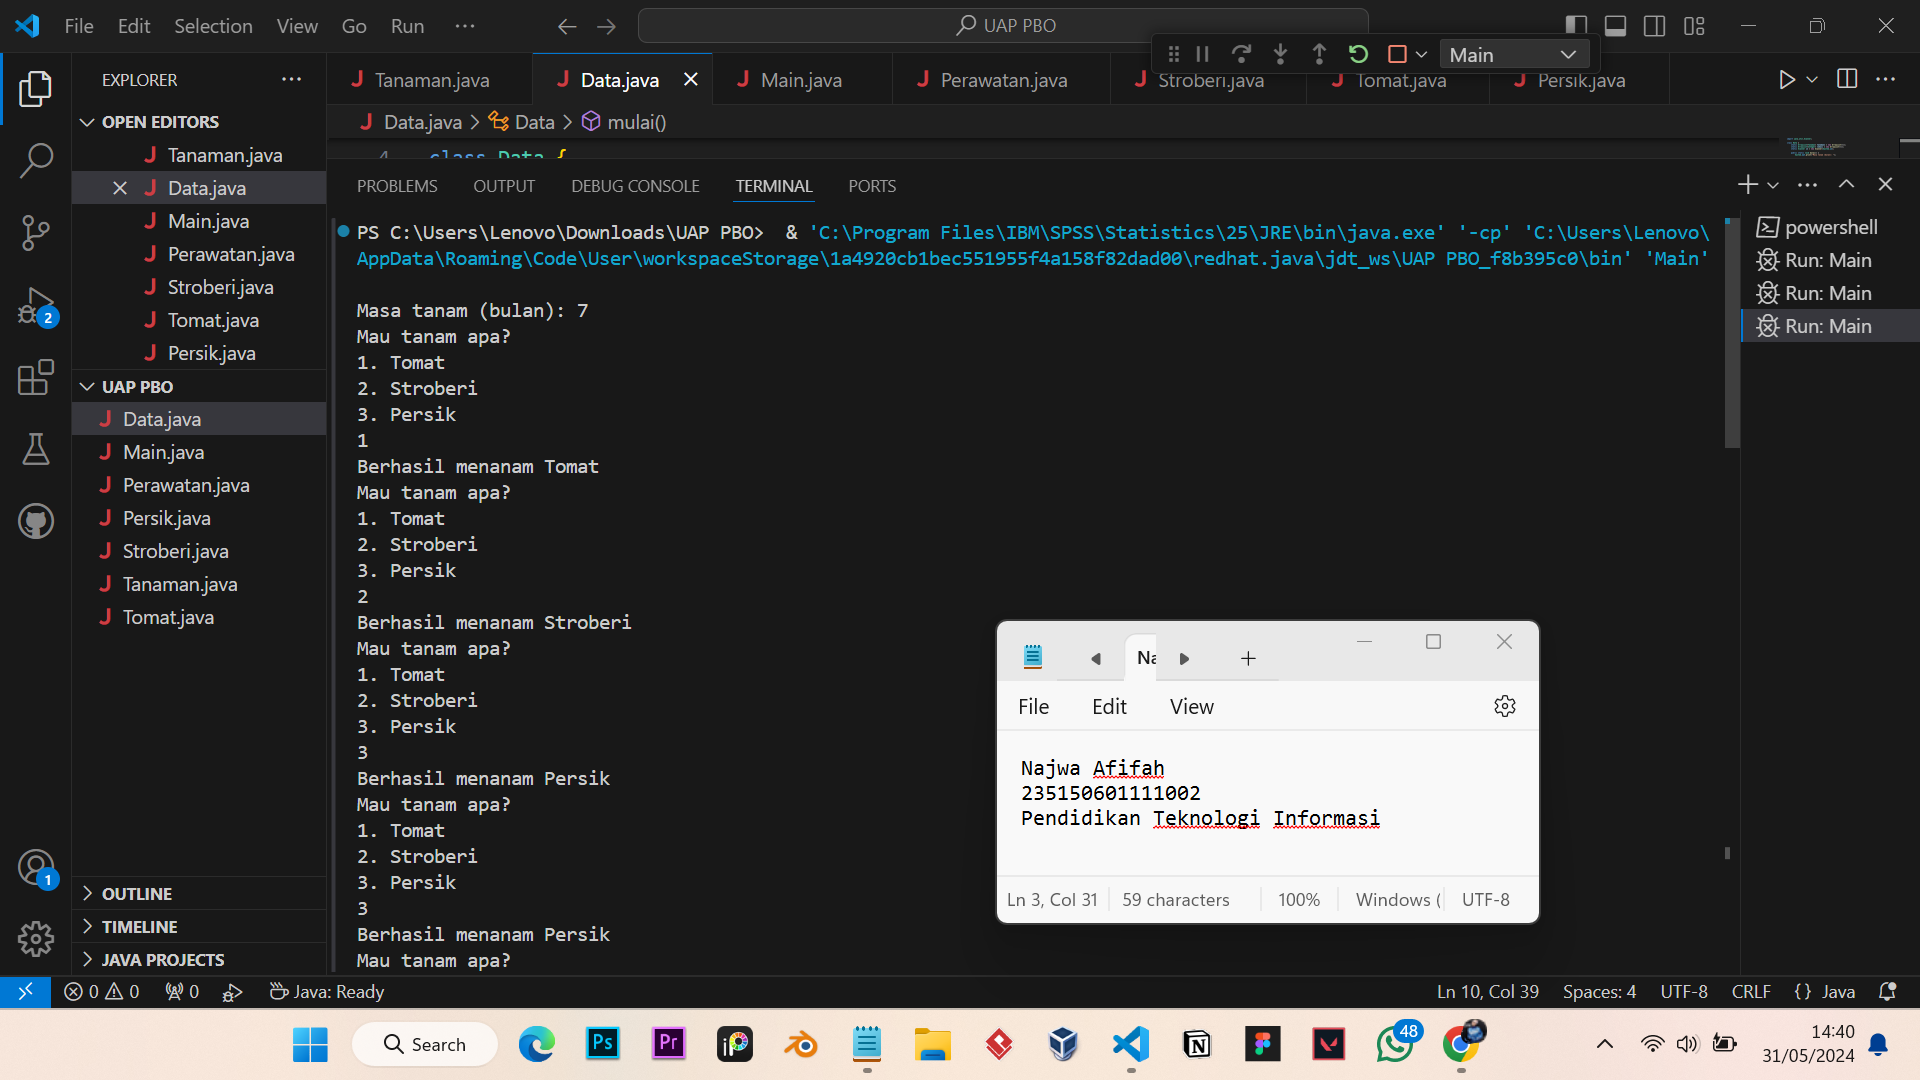 File Edit Selection View Go Run ··· UAP PBO
Main
EXPLORER ···
Tanaman.java Data.java Main.java Perawatan.java Stroberi.java Tomat.java Persik.java
OPEN EDITORS
Tanaman.java
Data.java
Main.java
Perawatan.java
Stroberi.java
Tomat.java
Persik.java
UAP PBO
Data.java
Main.java
Perawatan.java
Persik.java
Stroberi.java
Tanaman.java
Tomat.java
OUTLINE
TIMELINE
JAVA PROJECTS
2
1
Data.java > Data > mulai()
4 class Data {
PROBLEMS OUTPUT DEBUG CONSOLE TERMINAL PORTS
PS C:\Users\Lenovo\Downloads\UAP PBO> & 'C:\Program Files\IBM\SPSS\Statistics\25\JRE\bin\java.exe' '-cp' 'C:\Users\Lenovo\
AppData\Roaming\Code\User\workspaceStorage\1a4920cb1bec551955f4a158f82dad00\redhat.java\jdt_ws\UAP PBO_f8b395c0\bin' 'Main'
Masa tanam (bulan): 7
Mau tanam apa?
1. Tomat
2. Stroberi
3. Persik
1
Berhasil menanam Tomat
Mau tanam apa?
1. Tomat
2. Stroberi
3. Persik
2
Berhasil menanam Stroberi
Mau tanam apa?
1. Tomat
2. Stroberi
3. Persik
3
Berhasil menanam Persik
Mau tanam apa?
1. Tomat
2. Stroberi
3. Persik
3
Berhasil menanam Persik
Mau tanam apa?
powershell
Run: Main
Run: Main
Run: Main
Na
File Edit View
Najwa Afifah
235150601111002
Pendidikan Teknologi Informasi
Ln 3, Col 31 59 characters 100% Windows ( UTF-8
0 0 0 Java: Ready Ln 10, Col 39 Spaces: 4 UTF-8 CRLF {} Java
Search Ps Pr 48
14:40
31/05/2024